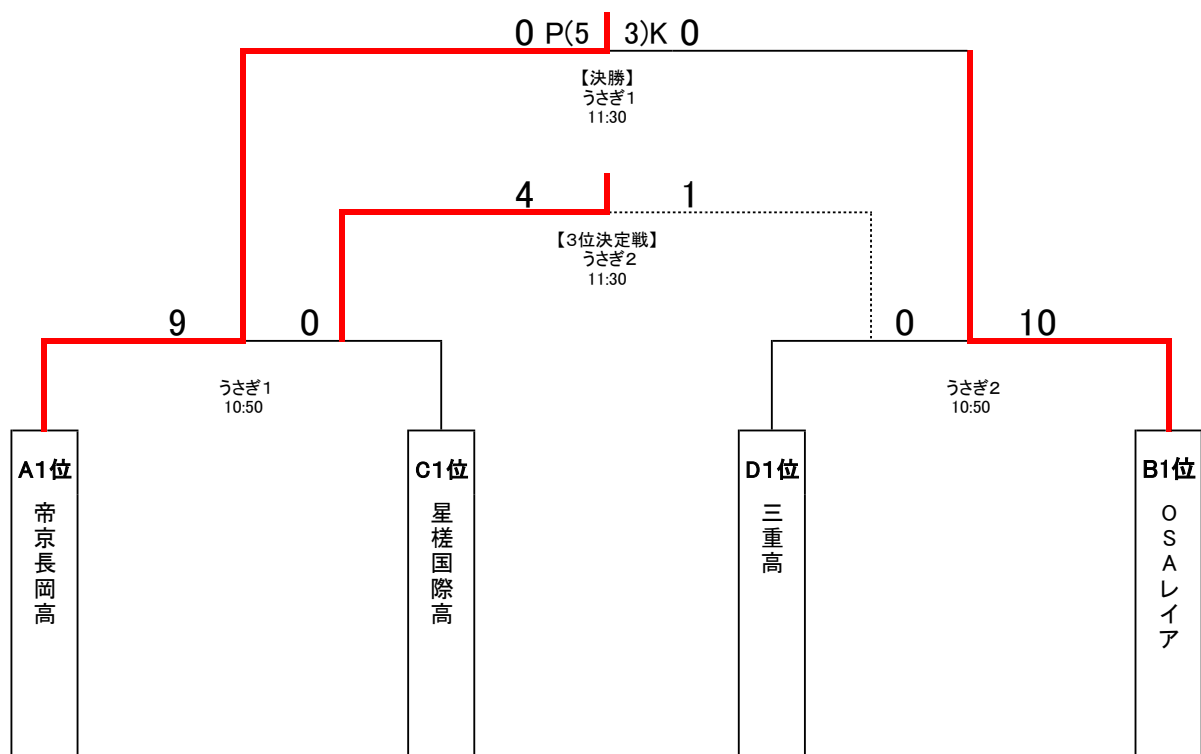 0 P(5 3)K 0
【決勝】
うさぎ1
11:30
4 1
【3位決定戦】
うさぎ2
11:30
9 0
0 10
うさぎ1
10:50
うさぎ2
10:50
A1位
帝京長岡高
C1位
星槎国際高
D1位
三重高
B1位
OSAレイア